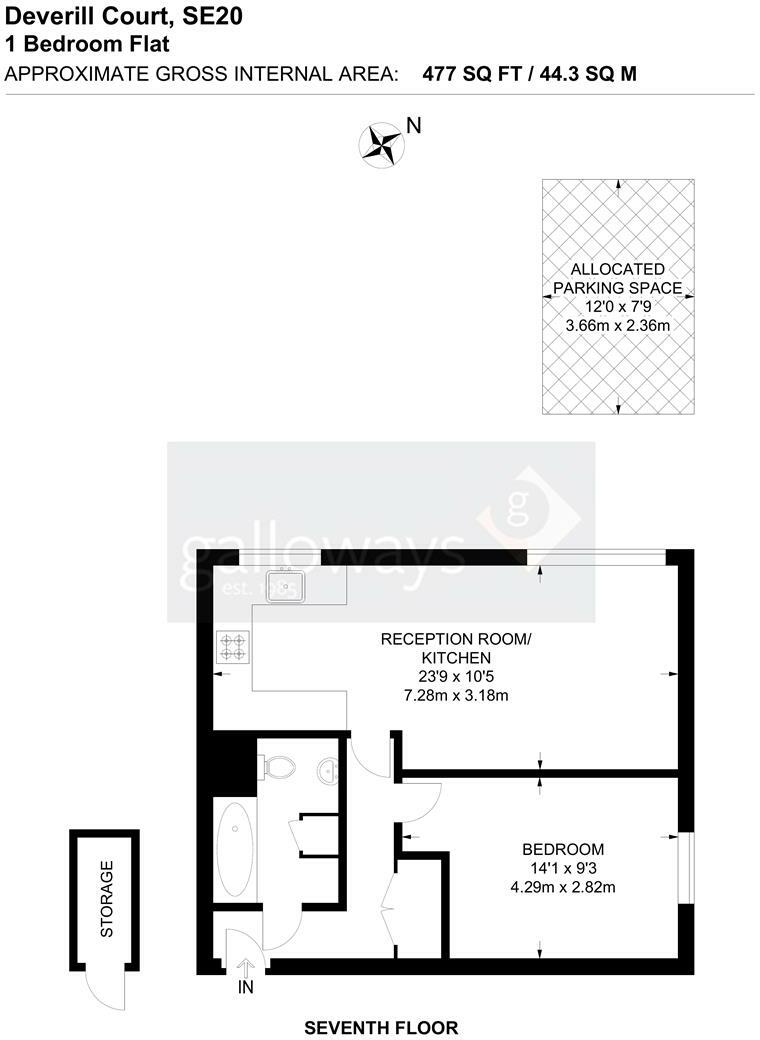 Deverill Court, SE20
1 Bedroom Flat
APPROXIMATE GROSS INTERNAL AREA: 477 SQ FT / 44.3 SQ M
N
ALLOCATED
PARKING SPACE
12'0 x 7'9
3.66m x 2.36m
g
galloways
est. 1985
RECEPTION ROOM/
KITCHEN
23'9 x 10'5
7.28m x 3.18m
BEDROOM
14'1 x 9'3
4.29m x 2.82m
STORAGE
IN
SEVENTH FLOOR